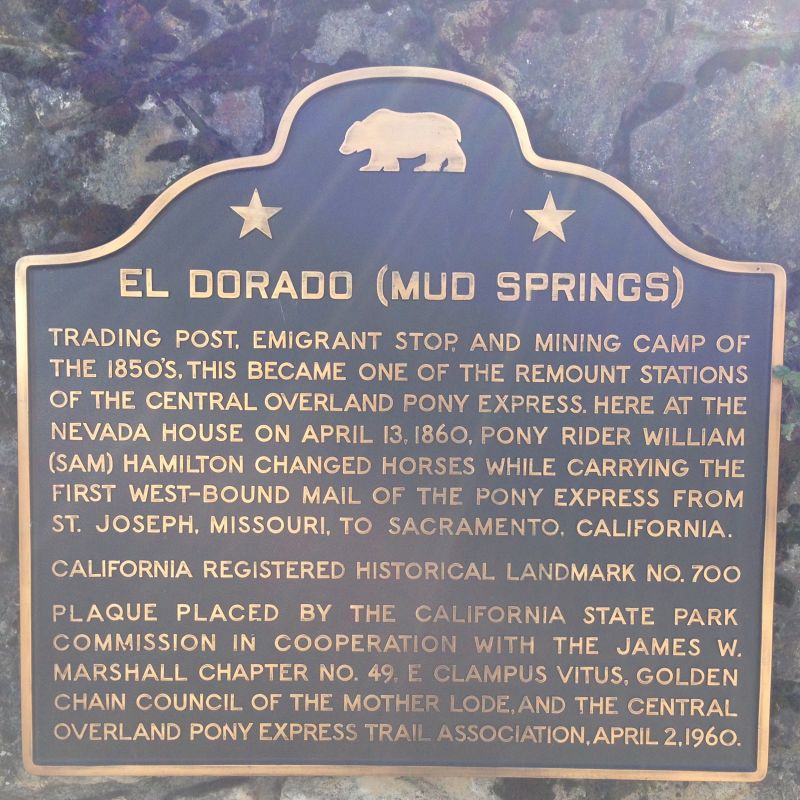 EL DORADO (MUD SPRINGS)
TRADING POST, EMIGRANT STOP, AND MINING CAMP OF
THE 1850'S, THIS BECAME ONE OF THE REMOUNT STATIONS
OF THE CENTRAL OVERLAND PONY EXPRESS. HERE AT THE
NEVADA HOUSE ON APRIL 13, 1860, PONY RIDER WILLIAM
(SAM) HAMILTON CHANGED HORSES WHILE CARRYING THE
FIRST WEST-BOUND MAIL OF THE PONY EXPRESS FROM
ST. JOSEPH, MISSOURI, TO SACRAMENTO, CALIFORNIA.
CALIFORNIA REGISTERED HISTORICAL LANDMARK NO. 700
PLAQUE PLACED BY THE CALIFORNIA STATE PARK
COMMISSION IN COOPERATION WITH THE JAMES W.
MARSHALL CHAPTER NO. 49, E CLAMPUS VITUS, GOLDEN
CHAIN COUNCIL OF THE MOTHER LODE, AND THE CENTRAL
OVERLAND PONY EXPRESS TRAIL ASSOCIATION, APRIL 2, 1960.